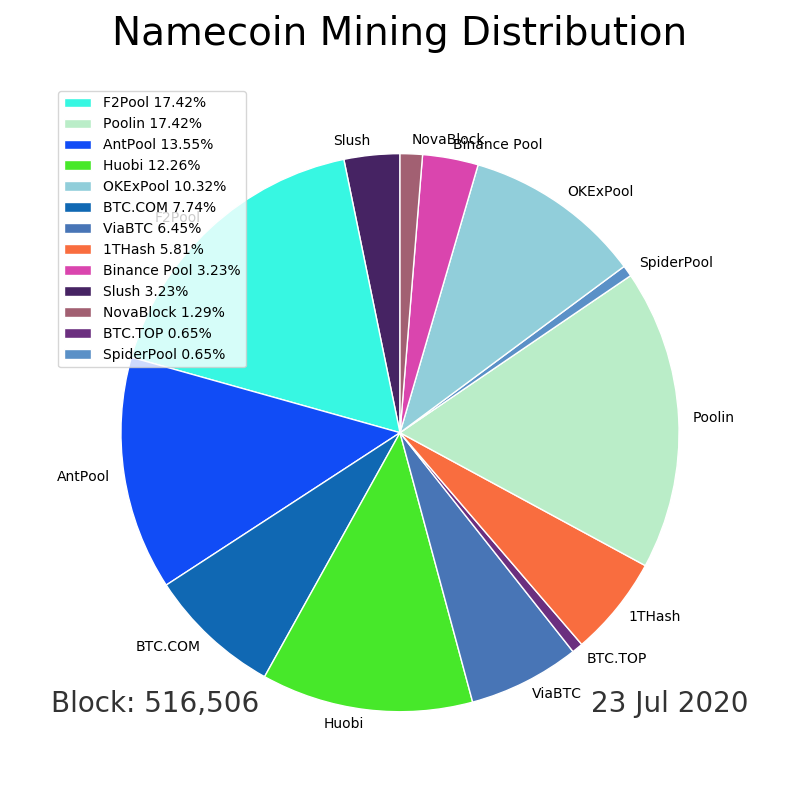 Namecoin Mining Distribution
F2Pool 17.42%
Poolin 17.42%
AntPool 13.55%
Huobi 12.26%
OKExPool 10.32%
BTC.COM 7.74%
ViaBTC 6.45%
1THash 5.81%
Binance Pool 3.23%
Slush 3.23%
NovaBlock 1.29%
BTC.TOP 0.65%
SpiderPool 0.65%
Slush
NovaBlock
Binance Pool
OKExPool
F2Pool
SpiderPool
Poolin
AntPool
1THash
BTC.COM
BTC.TOP
ViaBTC
Huobi
Block: 516,506
23 Jul 2020